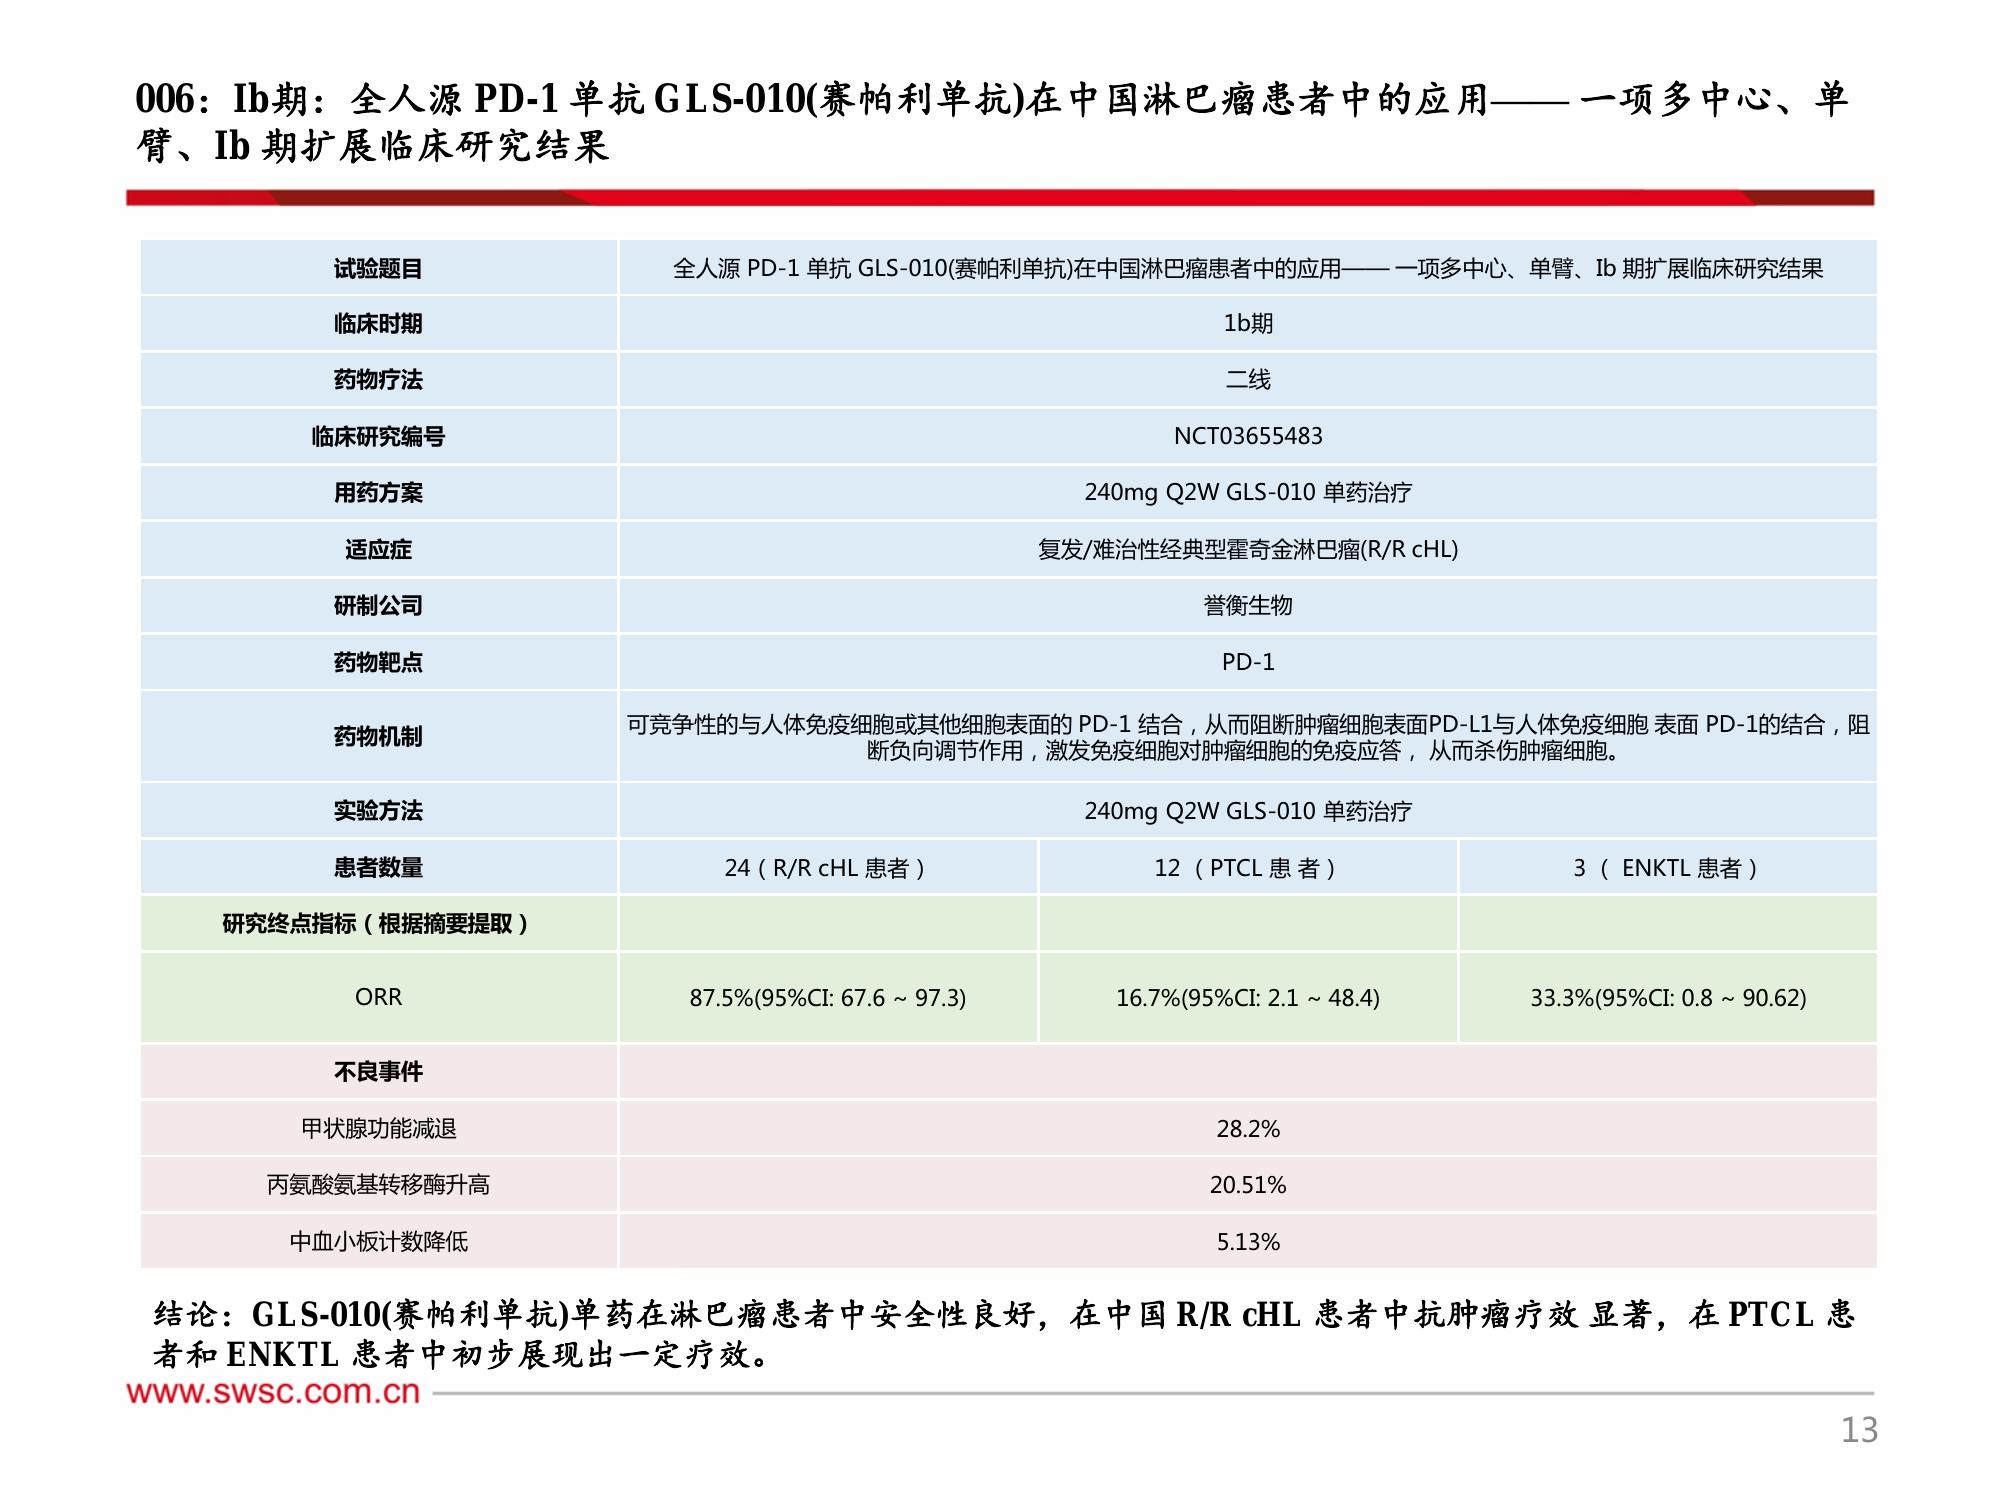 006：Ib期：全人源 PD-1 单抗 GLS-010(赛帕利单抗)在中国淋巴瘤患者中的应用—— 一项多中心、单
臂、Ib 期扩展临床研究结果
试验题目
全人源 PD-1 单抗 GLS-010(赛帕利单抗)在中国淋巴瘤患者中的应用—— 一项多中心、单臂、Ib 期扩展临床研究结果
临床时期
1b期
药物疗法
二线
临床研究编号
NCT03655483
用药方案
240mg Q2W GLS-010 单药治疗
适应症
复发/难治性经典型霍奇金淋巴瘤(R/R cHL)
研制公司
誉衡生物
药物靶点
PD-1
药物机制
可竞争性的与人体免疫细胞或其他细胞表面的 PD-1 结合，从而阻断肿瘤细胞表面PD-L1与人体免疫细胞 表面 PD-1的结合，阻
断负向调节作用，激发免疫细胞对肿瘤细胞的免疫应答， 从而杀伤肿瘤细胞。
实验方法
240mg Q2W GLS-010 单药治疗
患者数量
24（R/R cHL 患者）
12 （PTCL 患 者）
3 （ ENKTL 患者）
研究终点指标（根据摘要提取）
ORR
87.5%(95%CI: 67.6 ~ 97.3)
16.7%(95%CI: 2.1 ~ 48.4)
33.3%(95%CI: 0.8 ~ 90.62)
不良事件
甲状腺功能减退
28.2%
丙氨酸氨基转移酶升高
20.51%
中血小板计数降低
5.13%
结论：GLS-010(赛帕利单抗)单药在淋巴瘤患者中安全性良好，在中国 R/R cHL 患者中抗肿瘤疗效 显著，在 PTCL 患
者和 ENKTL 患者中初步展现出一定疗效。
www.swsc.com.cn
13